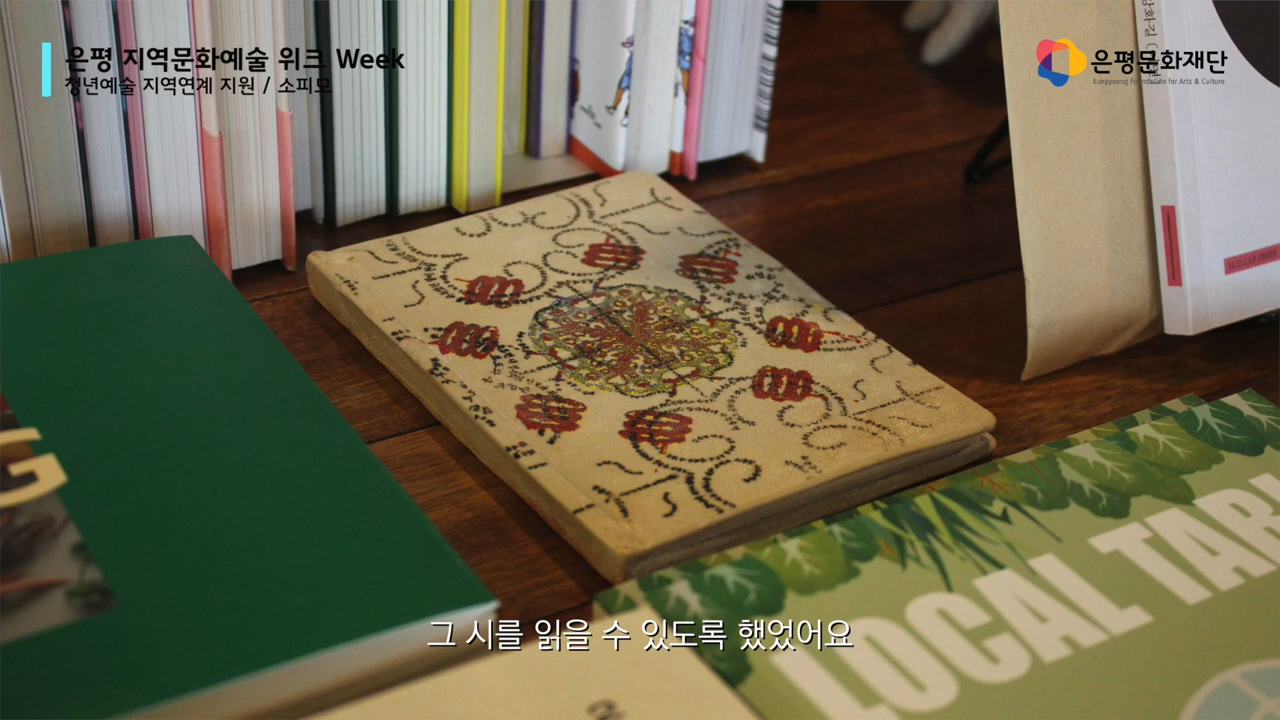 은평 지역문화예술 위크 Week
청년예술 지역연계 지원 / 소피모
은평문화재단
Eunpyeong Foundation for Arts & Culture
G
LOCAL TAB
그 시를 읽을 수 있도록 했었어요